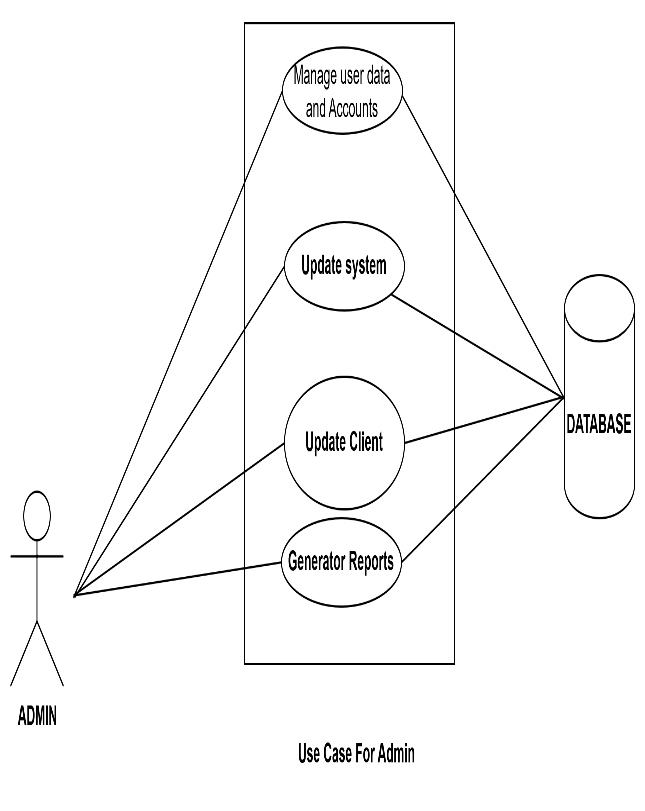 Manage user data
and Accounts
Update system
Update Client
Generator Reports
DATABASE
ADMIN
Use Case For Admin